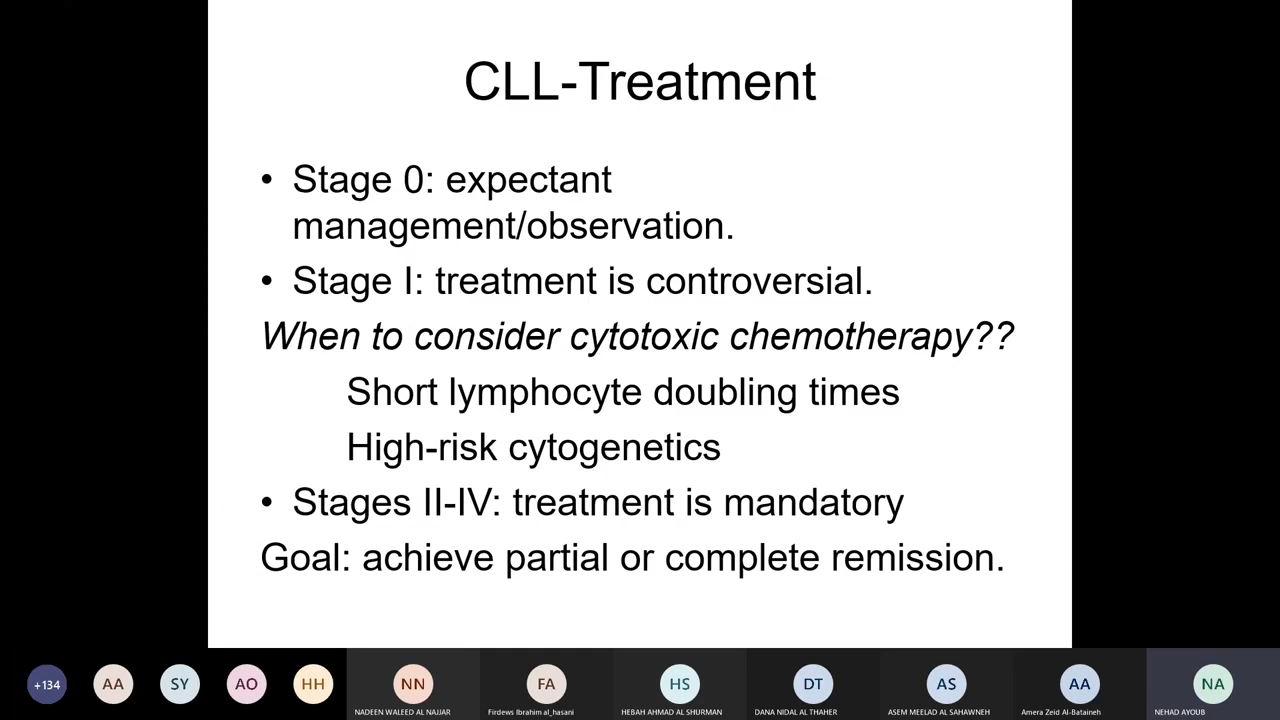 CLL-Treatment
• Stage 0: expectant
management/observation.
• Stage I: treatment is controversial.
When to consider cytotoxic chemotherapy??
Short lymphocyte doubling times
High-risk cytogenetics
• Stages II-IV: treatment is mandatory
Goal: achieve partial or complete remission.
+134 AA SY AO HH NN FA HS DT AS AA NA
NADEEN WALEED AL NAJJAR Firdews Ibrahim al_hasani HEBAH AHMAD AL SHURMAN DANA NIDAL AL THAHER ASEM MEELAD AL SAHAWNEH Amera Zeid Al-Bataineh NEHAD AYOUB